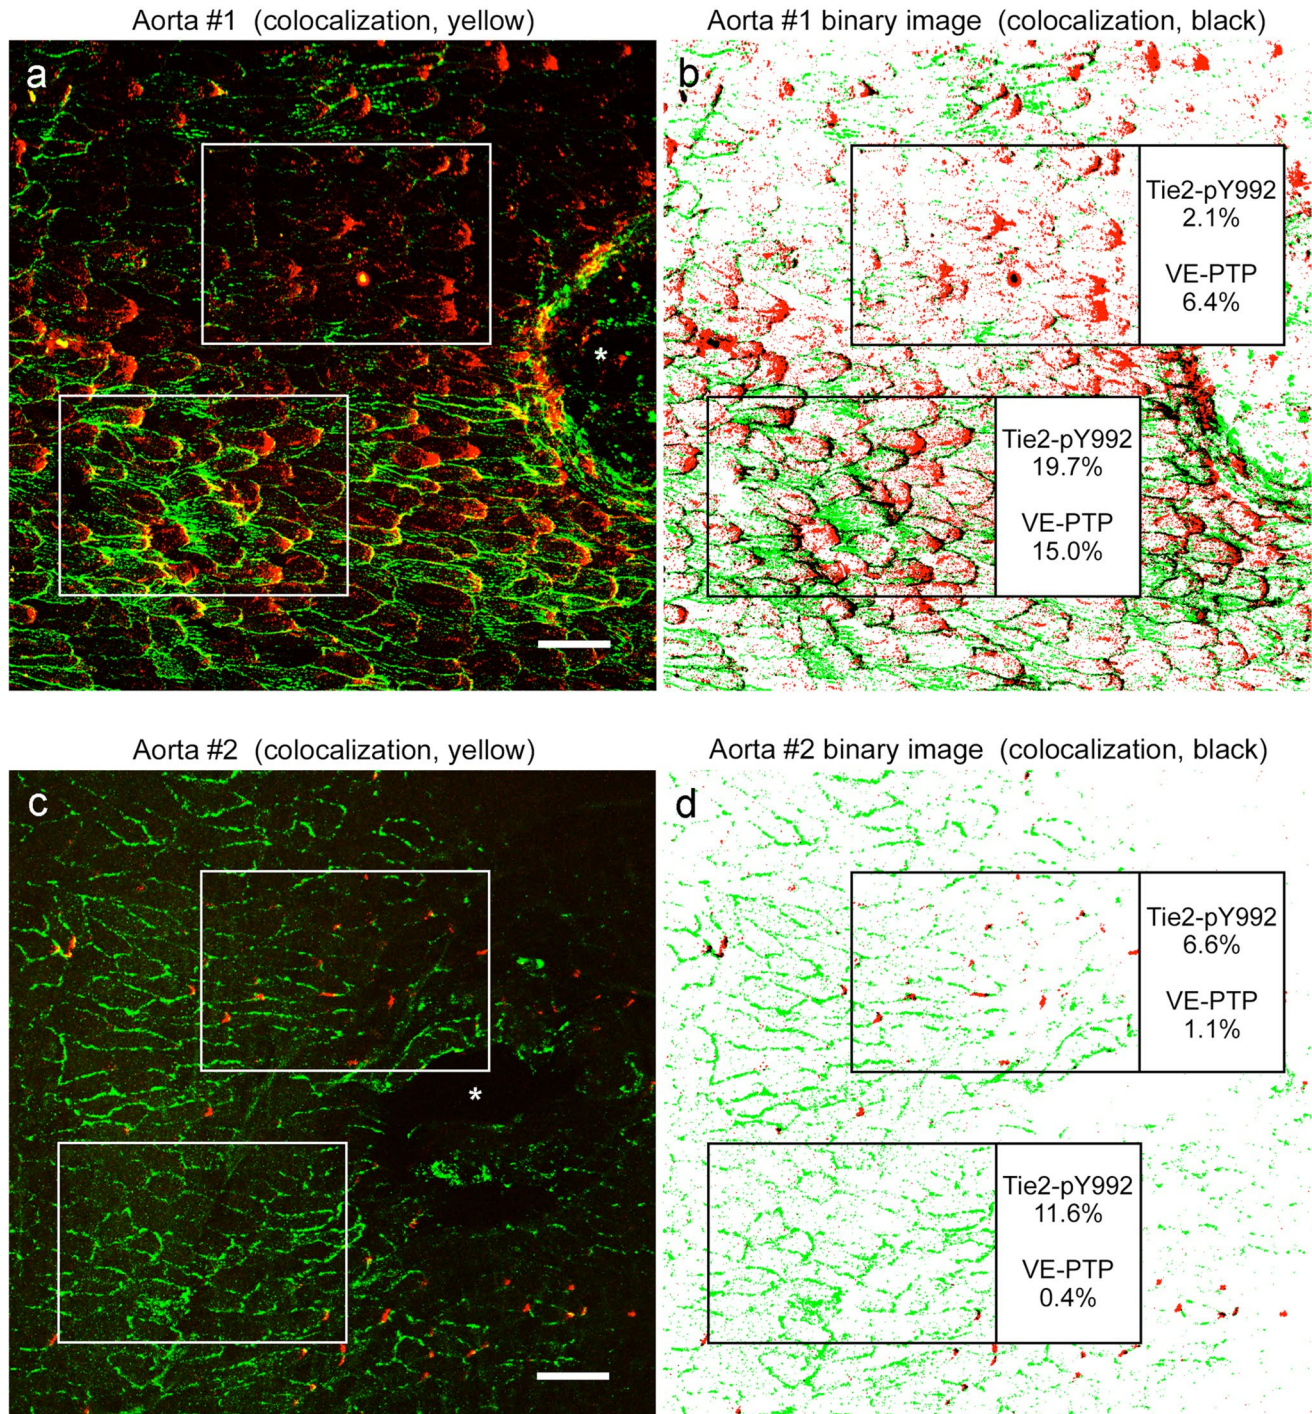 Aorta #1 (colocalization, yellow)
Aorta #1 binary image (colocalization, black)
a
b
Tie2-pY992
2.1%
VE-PTP
6.4%
*
Tie2-pY992
19.7%
VE-PTP
15.0%
Aorta #2 (colocalization, yellow)
Aorta #2 binary image (colocalization, black)
c
d
Tie2-pY992
6.6%
VE-PTP
1.1%
*
Tie2-pY992
11.6%
VE-PTP
0.4%